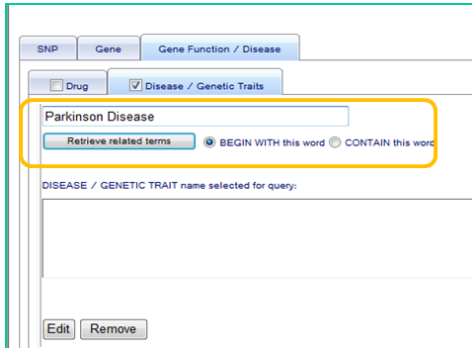 SNP Gene Gene Function / Disease
Drug Disease / Genetic Traits
Parkinson Disease
Retrieve related terms BEGIN WITH this word CONTAIN this word
DISEASE / GENETIC TRAIT name selected for query:
Edit Remove